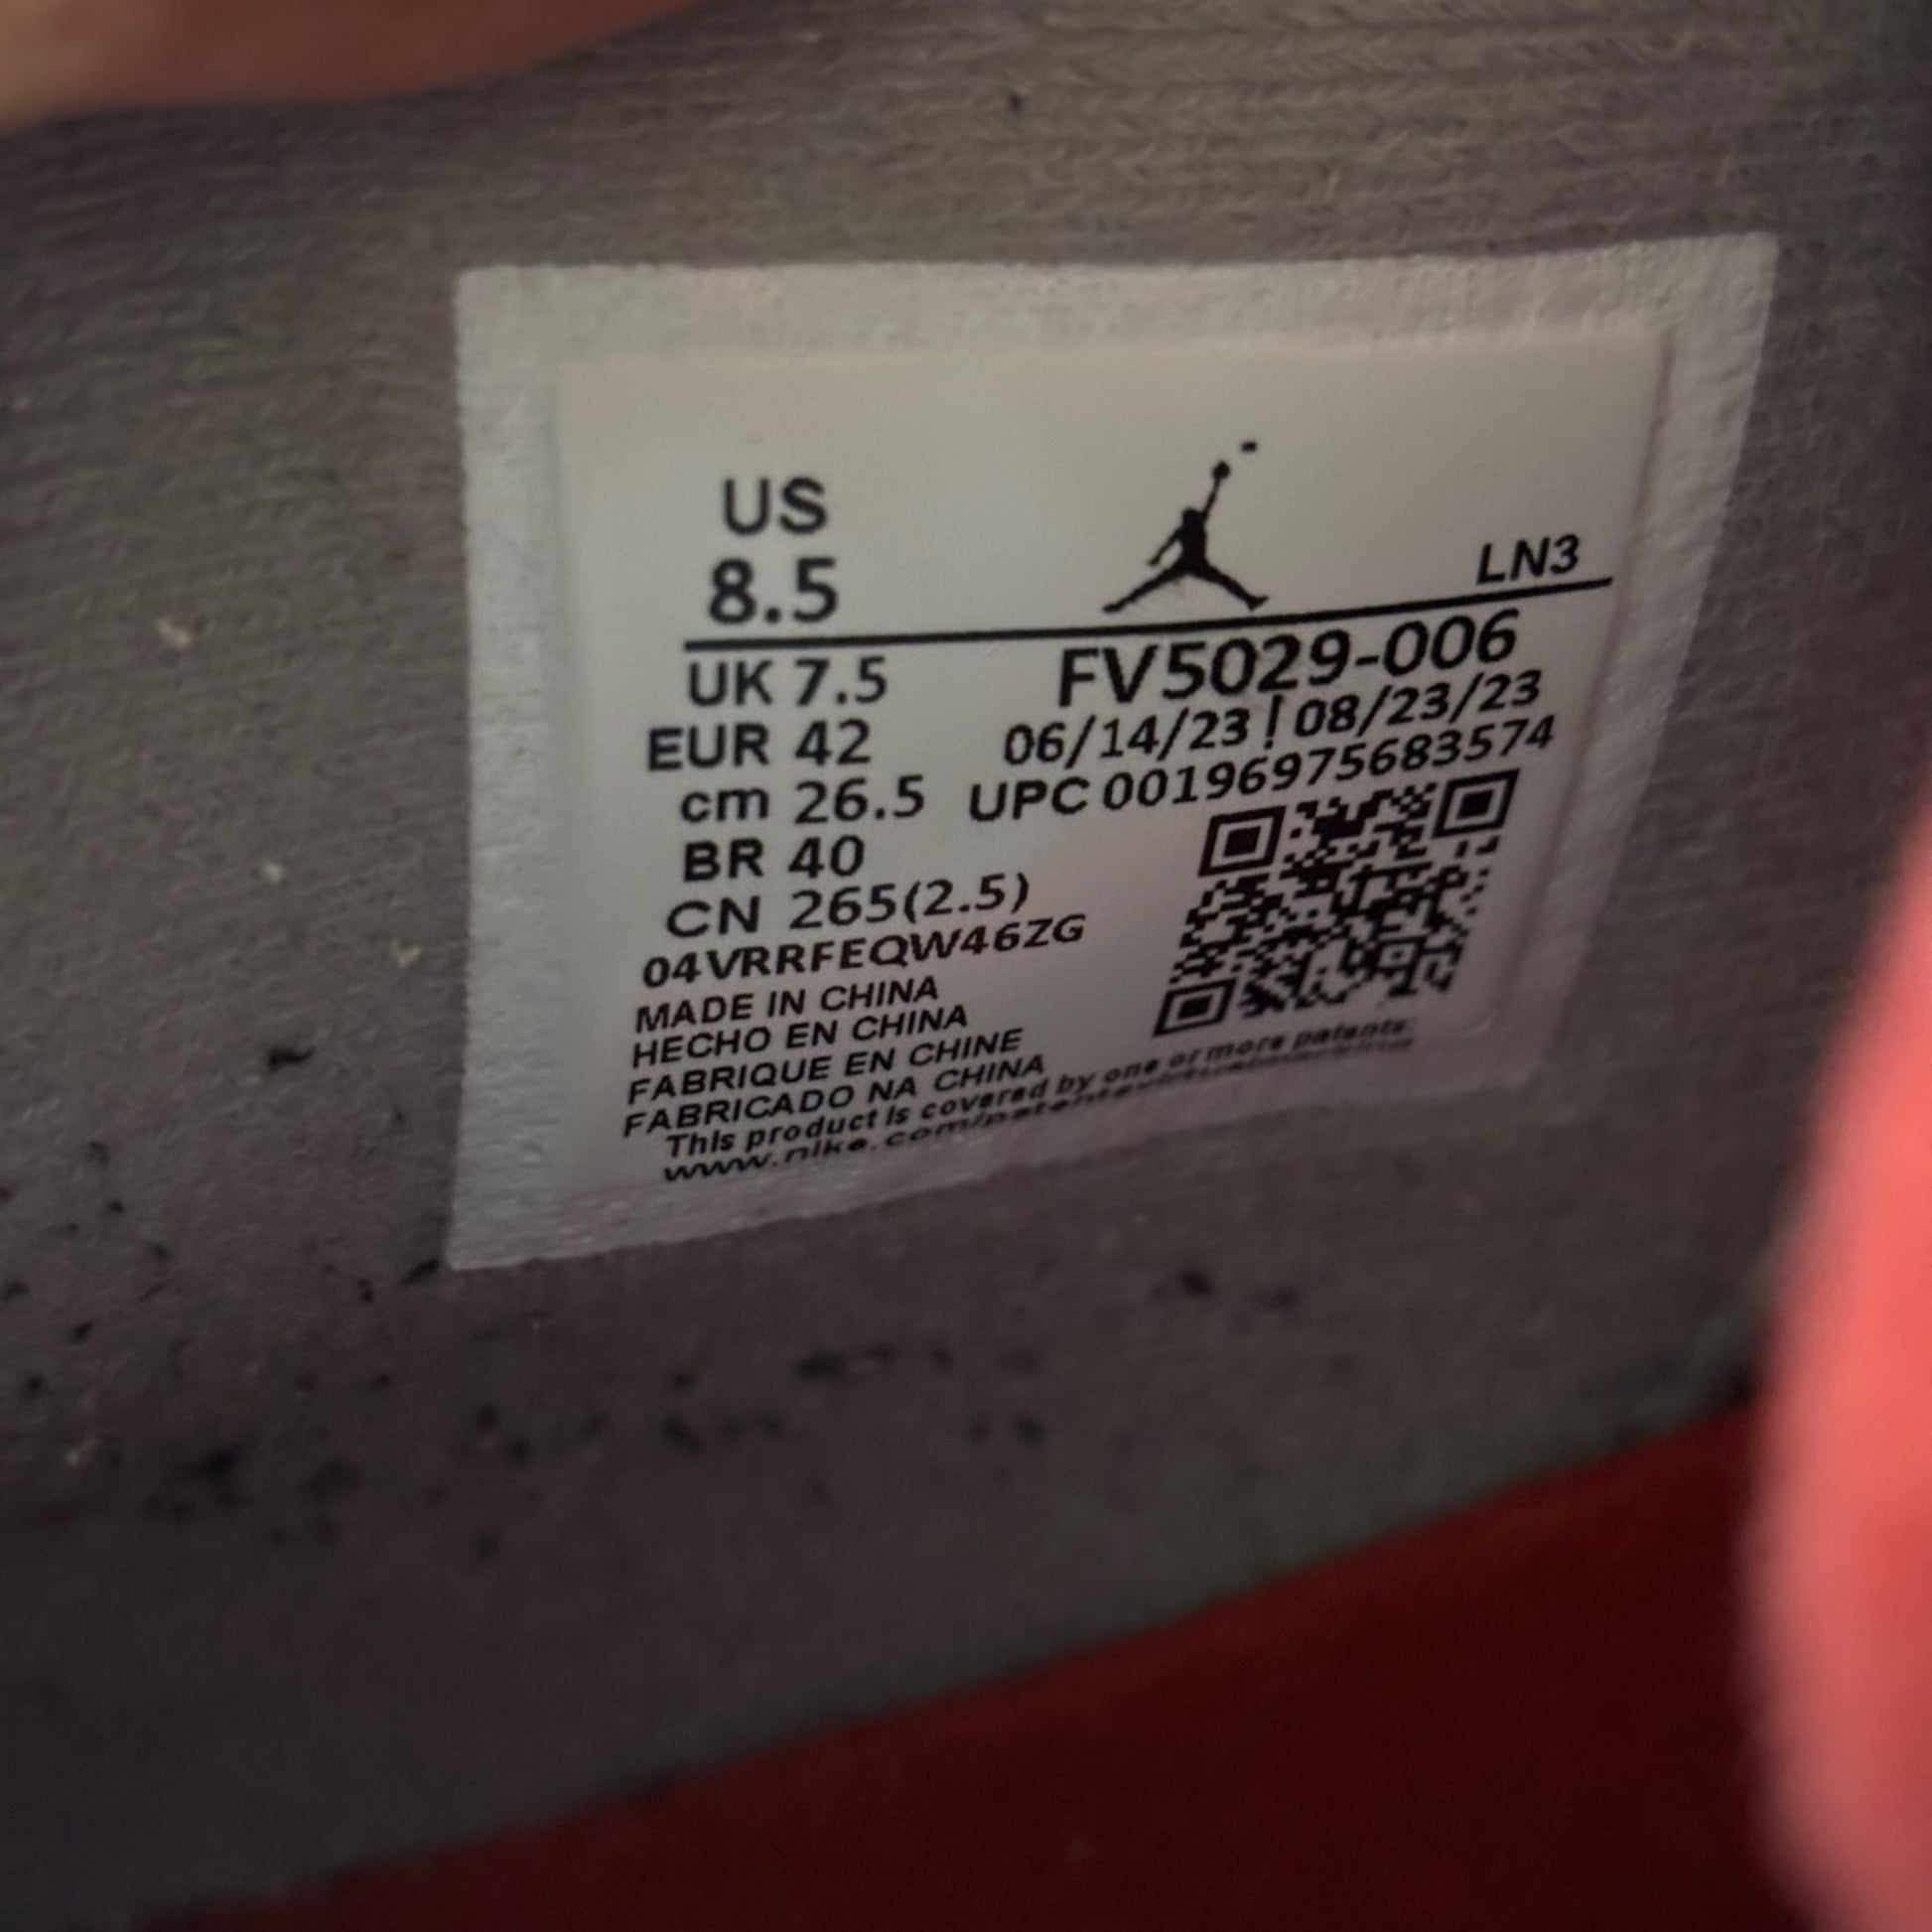 US
8.5
LN3
UK 7.5
FV5029-006
EUR 42
06/14/23 | 08/23/23
cm 26.5
UPC 00196975683574
BR 40
CN 265(2.5)
04VRRFEQW46ZG
MADE IN CHINA
HECHO EN CHINA
FABRIQUE EN CHINE
FABRICADO NA CHINA
This product is covered by one or more patents